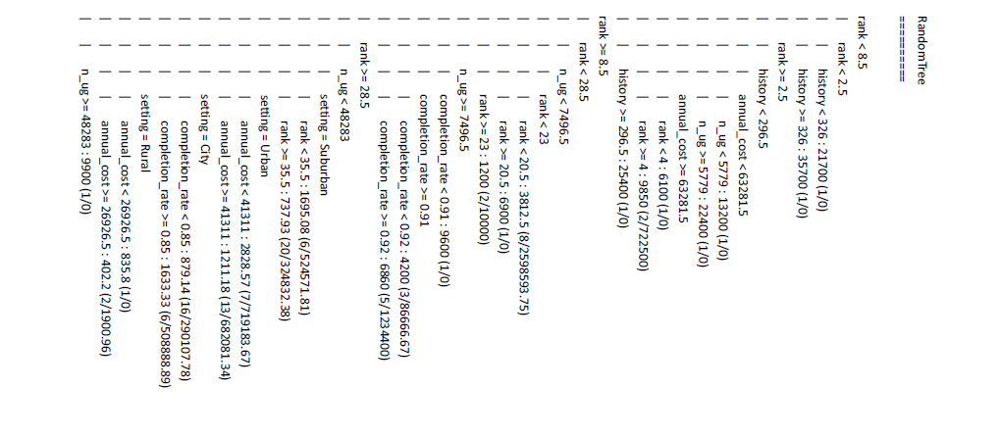 RandomTree
==========
rank < 8.5
|   rank < 2.5
|   |   history < 326 : 21700 (1/0)
|   |   history >= 326 : 35700 (1/0)
|   rank >= 2.5
|   |   history < 296.5
|   |   |   annual_cost < 63281.5
|   |   |   |   n_ug < 5779 : 13200 (1/0)
|   |   |   |   n_ug >= 5779 : 22400 (1/0)
|   |   |   annual_cost >= 63281.5
|   |   |   |   rank < 4 : 6100 (1/0)
|   |   |   |   rank >= 4 : 9850 (2/722500)
|   |   history >= 296.5 : 25400 (1/0)
rank >= 8.5
|   rank < 28.5
|   |   n_ug < 7496.5
|   |   |   rank < 23
|   |   |   |   rank < 20.5 : 3812.5 (8/2598593.75)
|   |   |   |   rank >= 20.5 : 6900 (1/0)
|   |   |   rank >= 23 : 1200 (2/10000)
|   |   n_ug >= 7496.5
|   |   |   completion_rate < 0.91 : 9600 (1/0)
|   |   |   completion_rate >= 0.91
|   |   |   |   completion_rate < 0.92 : 4200 (3/86666.67)
|   |   |   |   completion_rate >= 0.92 : 6860 (5/1234400)
|   rank >= 28.5
|   |   n_ug < 48283
|   |   |   setting = Suburban
|   |   |   |   rank < 35.5 : 1695.08 (6/524571.81)
|   |   |   |   rank >= 35.5 : 737.93 (20/324832.38)
|   |   |   setting = Urban
|   |   |   |   annual_cost < 41311 : 2828.57 (7/719183.67)
|   |   |   |   annual_cost >= 41311 : 1211.18 (13/682081.34)
|   |   |   setting = City
|   |   |   |   completion_rate < 0.85 : 879.14 (16/290107.78)
|   |   |   |   completion_rate >= 0.85 : 1633.33 (6/508888.89)
|   |   |   setting = Rural
|   |   |   |   annual_cost < 26926.5 : 835.8 (1/0)
|   |   |   |   annual_cost >= 26926.5 : 402.2 (2/1900.96)
|   |   n_ug >= 48283 : 9900 (1/0)